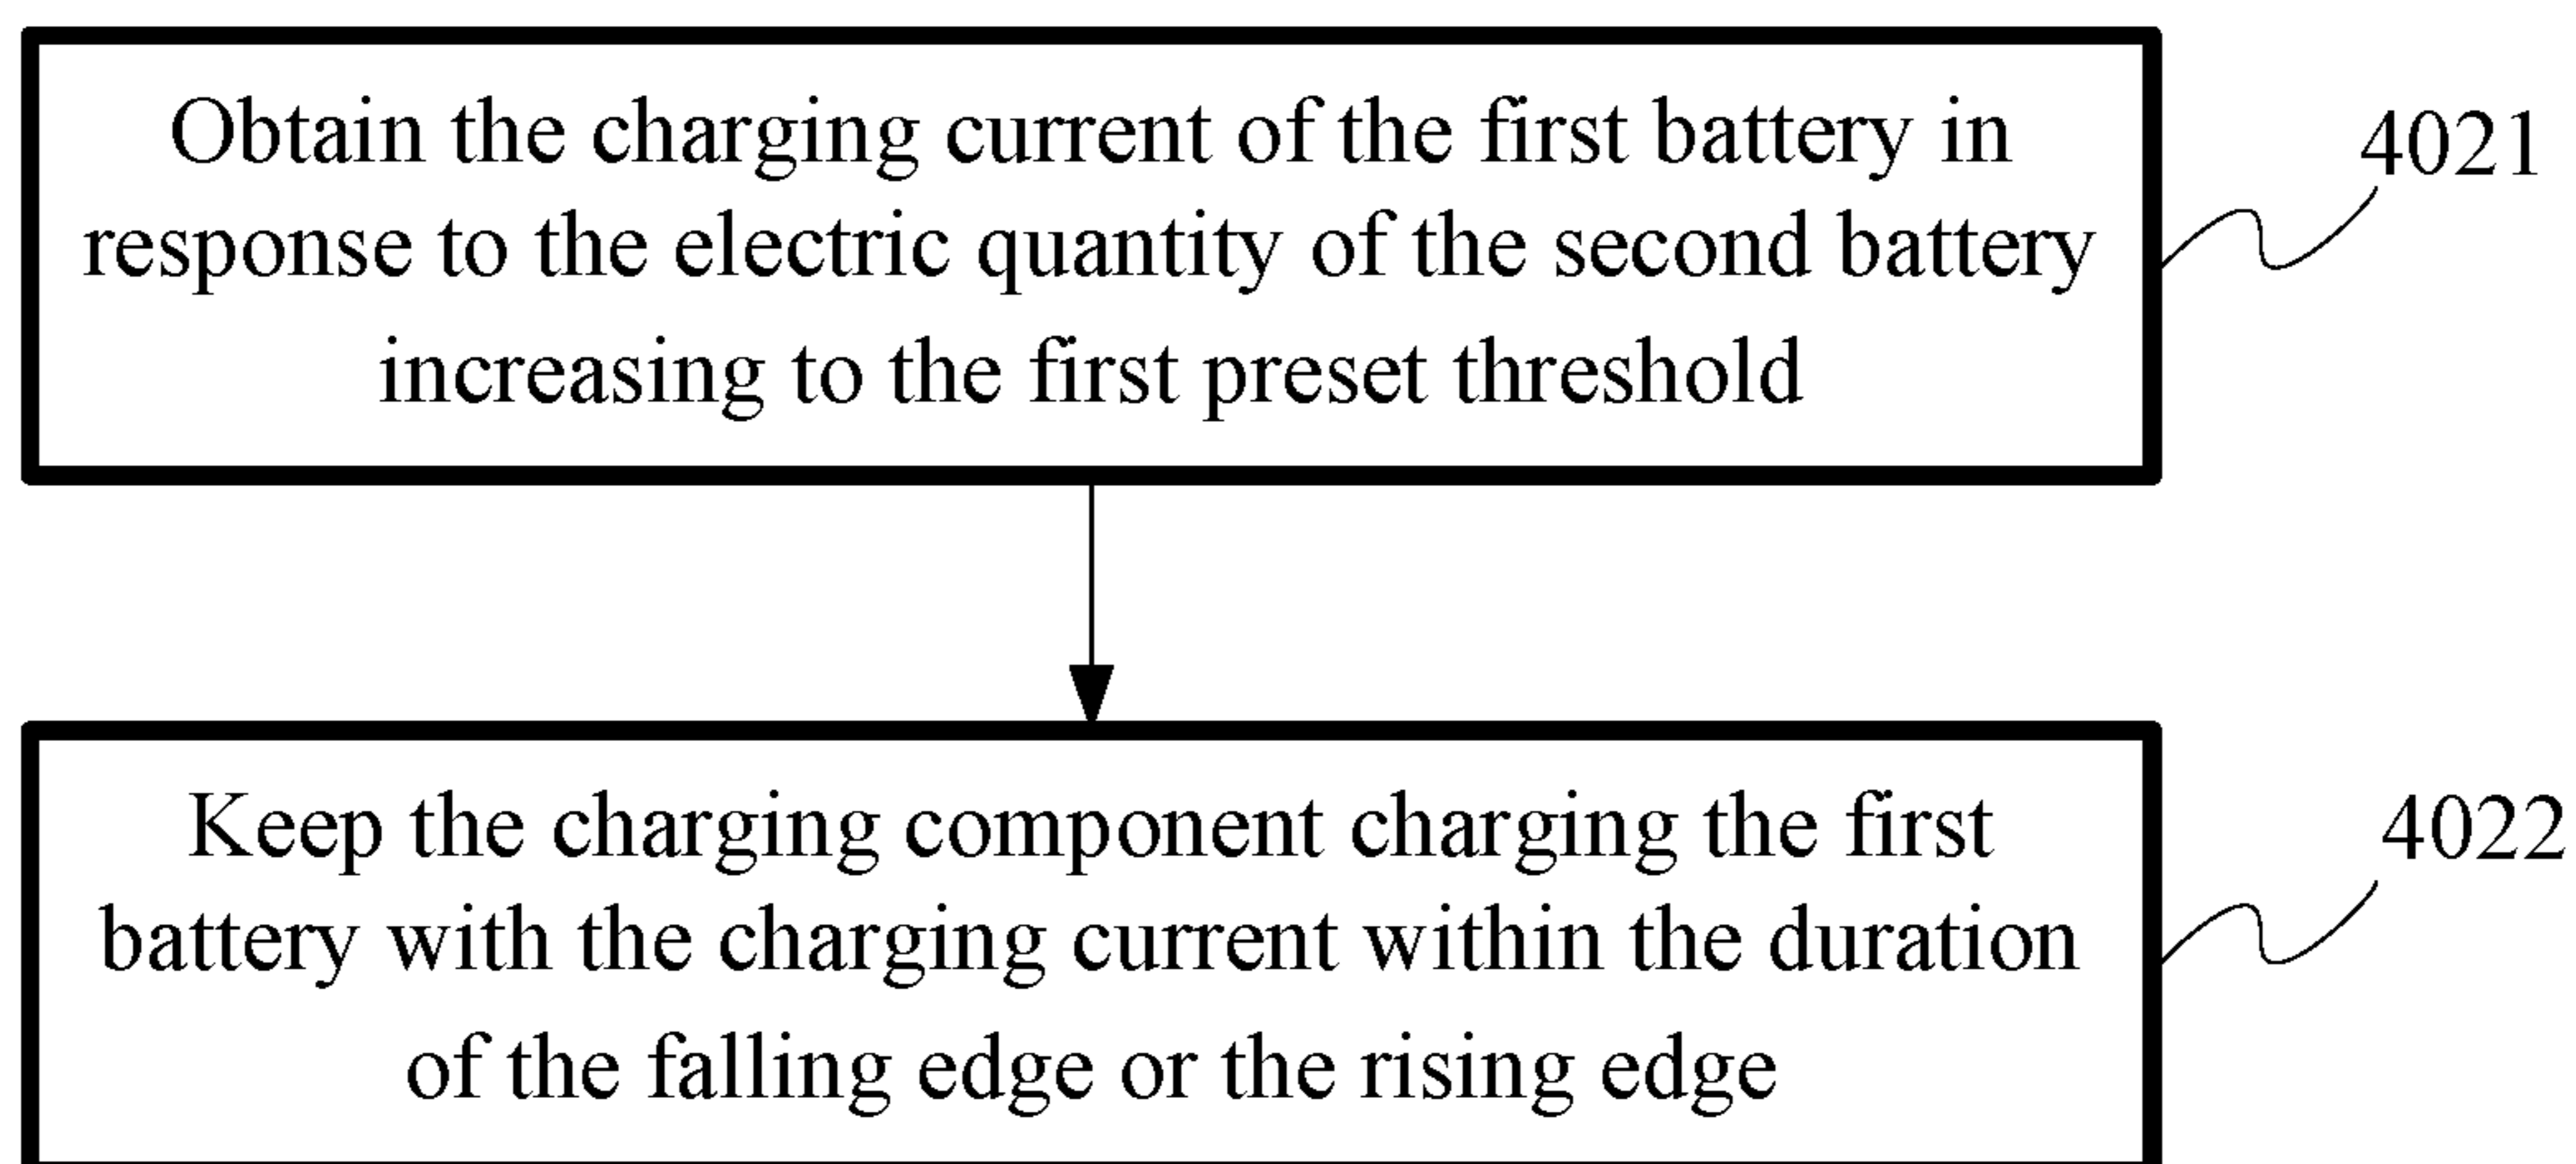 Obtain the charging current of the first battery in
response to the electric quantity of the second battery
increasing to the first preset threshold
4021
Keep the charging component charging the first
battery with the charging current within the duration
of the falling edge or the rising edge
4022